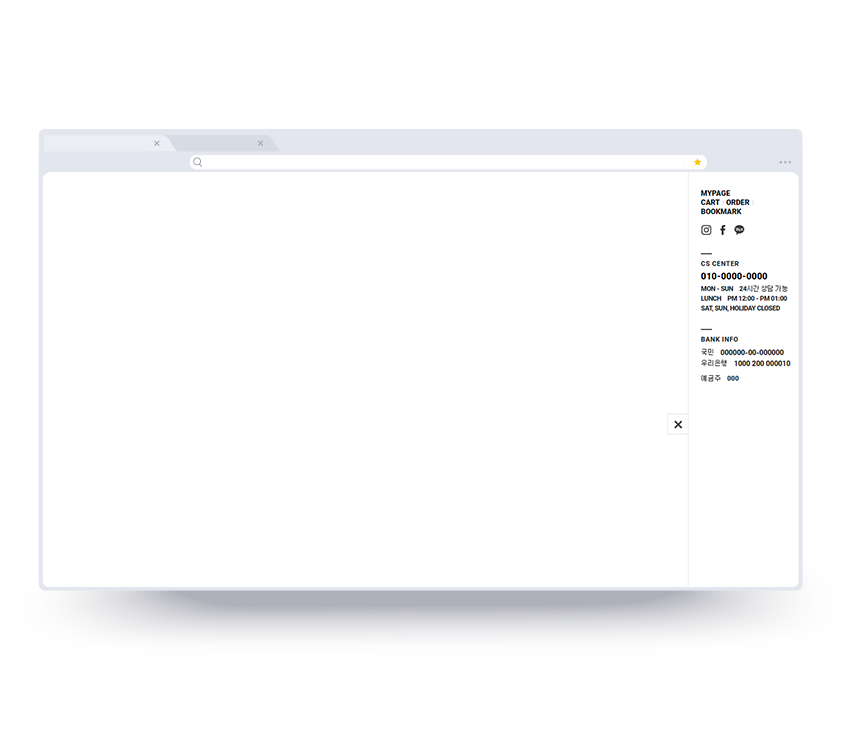 MYPAGE
CART ORDER
BOOKMARK
CS CENTER
010-0000-0000
MON - SUN 24시간 상담 가능
LUNCH PM 12:00 - PM 01:00
SAT, SUN, HOLIDAY CLOSED
BANK INFO
국민 000000-00-000000
우리은행 1000 200 000010
예금주 000